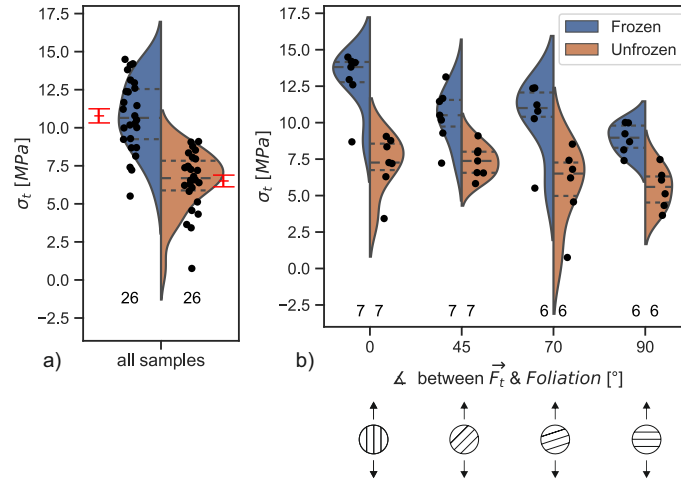 a)
σt [MPa]
17.5
15.0
12.5
10.0
7.5
5.0
2.5
0.0
−2.5
26 26
all samples
b)
σt [MPa]
17.5
15.0
12.5
10.0
7.5
5.0
2.5
0.0
−2.5
Frozen
Unfrozen
7 7 7 7 6 6 6 6
0 45 70 90
∡ between F⃗t & Foliation [°]